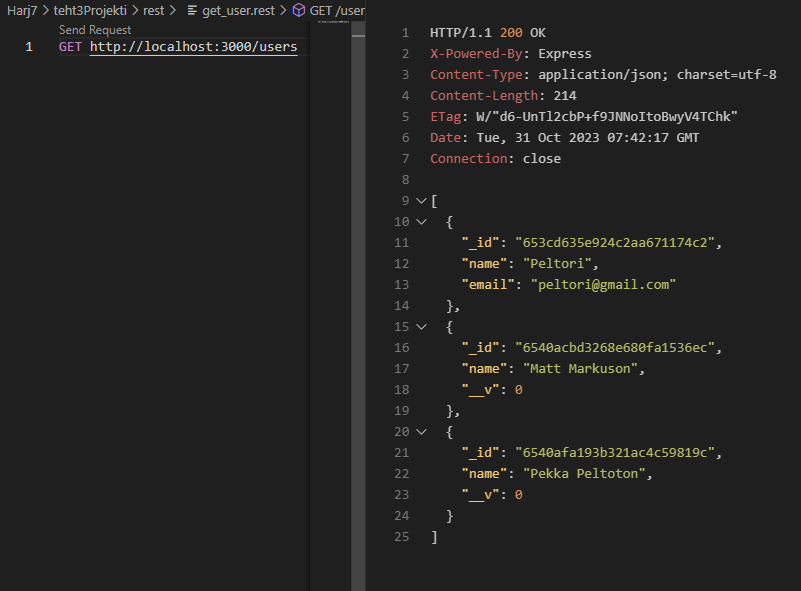 Harj7 > teht3Projekti > rest > get_user.rest > GET /user
Send Request
1 GET http://localhost:3000/users
1 HTTP/1.1 200 OK
2 X-Powered-By: Express
3 Content-Type: application/json; charset=utf-8
4 Content-Length: 214
5 ETag: W/"d6-UnTl2cbP+f9JNNoItoBwyV4TChk"
6 Date: Tue, 31 Oct 2023 07:42:17 GMT
7 Connection: close
8
9 [
10 {
11 "_id": "653cd635e924c2aa671174c2",
12 "name": "Peltori",
13 "email": "peltori@gmail.com"
14 },
15 {
16 "_id": "6540acbd3268e680fa1536ec",
17 "name": "Matt Markuson",
18 "__v": 0
19 },
20 {
21 "_id": "6540afa193b321ac4c59819c",
22 "name": "Pekka Peltoton",
23 "__v": 0
24 }
25 ]